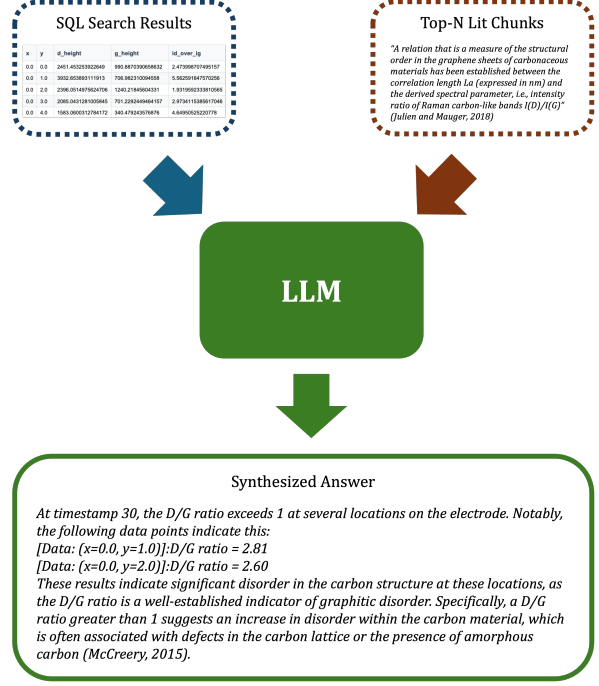 SQL Search Results
x y d_height g_height id_over_ig
0.0 0.0 2451.453253922649 990.8870390658632 2.473998707495157
0.0 1.0 3932.653893111913 706.982310094558 5.562591847570256
0.0 2.0 2396.0514975624706 1240.21845604331 1.9319592333810565
0.0 3.0 2085.0431281005845 701.2292449464157 2.9734115385617046
0.0 4.0 1583.0600312784172 340.479243576876 4.64950525220778
Top-N Lit Chunks
"A relation that is a measure of the structural
order in the graphene sheets of carbonaceous
materials has been established between the
correlation length La (expressed in nm) and
the derived spectral parameter, i.e., intensity
ratio of Raman carbon-like bands I(D)/I(G)"
(Julien and Mauger, 2018)
LLM
Synthesized Answer
At timestamp 30, the D/G ratio exceeds 1 at several locations on the electrode. Notably,
the following data points indicate this:
[Data: (x=0.0, y=1.0)]:D/G ratio = 2.81
[Data: (x=0.0, y=2.0)]:D/G ratio = 2.60
These results indicate significant disorder in the carbon structure at these locations, as
the D/G ratio is a well-established indicator of graphitic disorder. Specifically, a D/G
ratio greater than 1 suggests an increase in disorder within the carbon material, which
is often associated with defects in the carbon lattice or the presence of amorphous
carbon (McCreery, 2015).